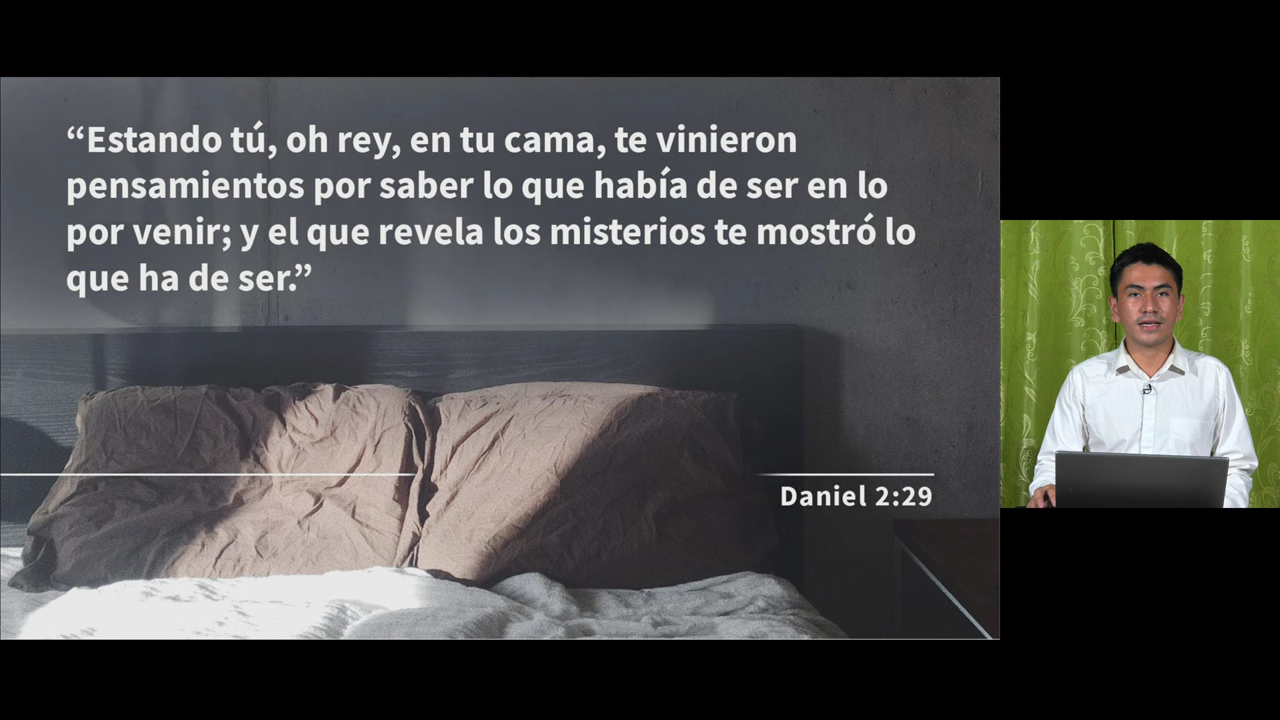 “Estando tú, oh rey, en tu cama, te vinieron
pensamientos por saber lo que había de ser en lo
por venir; y el que revela los misterios te mostró lo
que ha de ser.”
Daniel 2:29